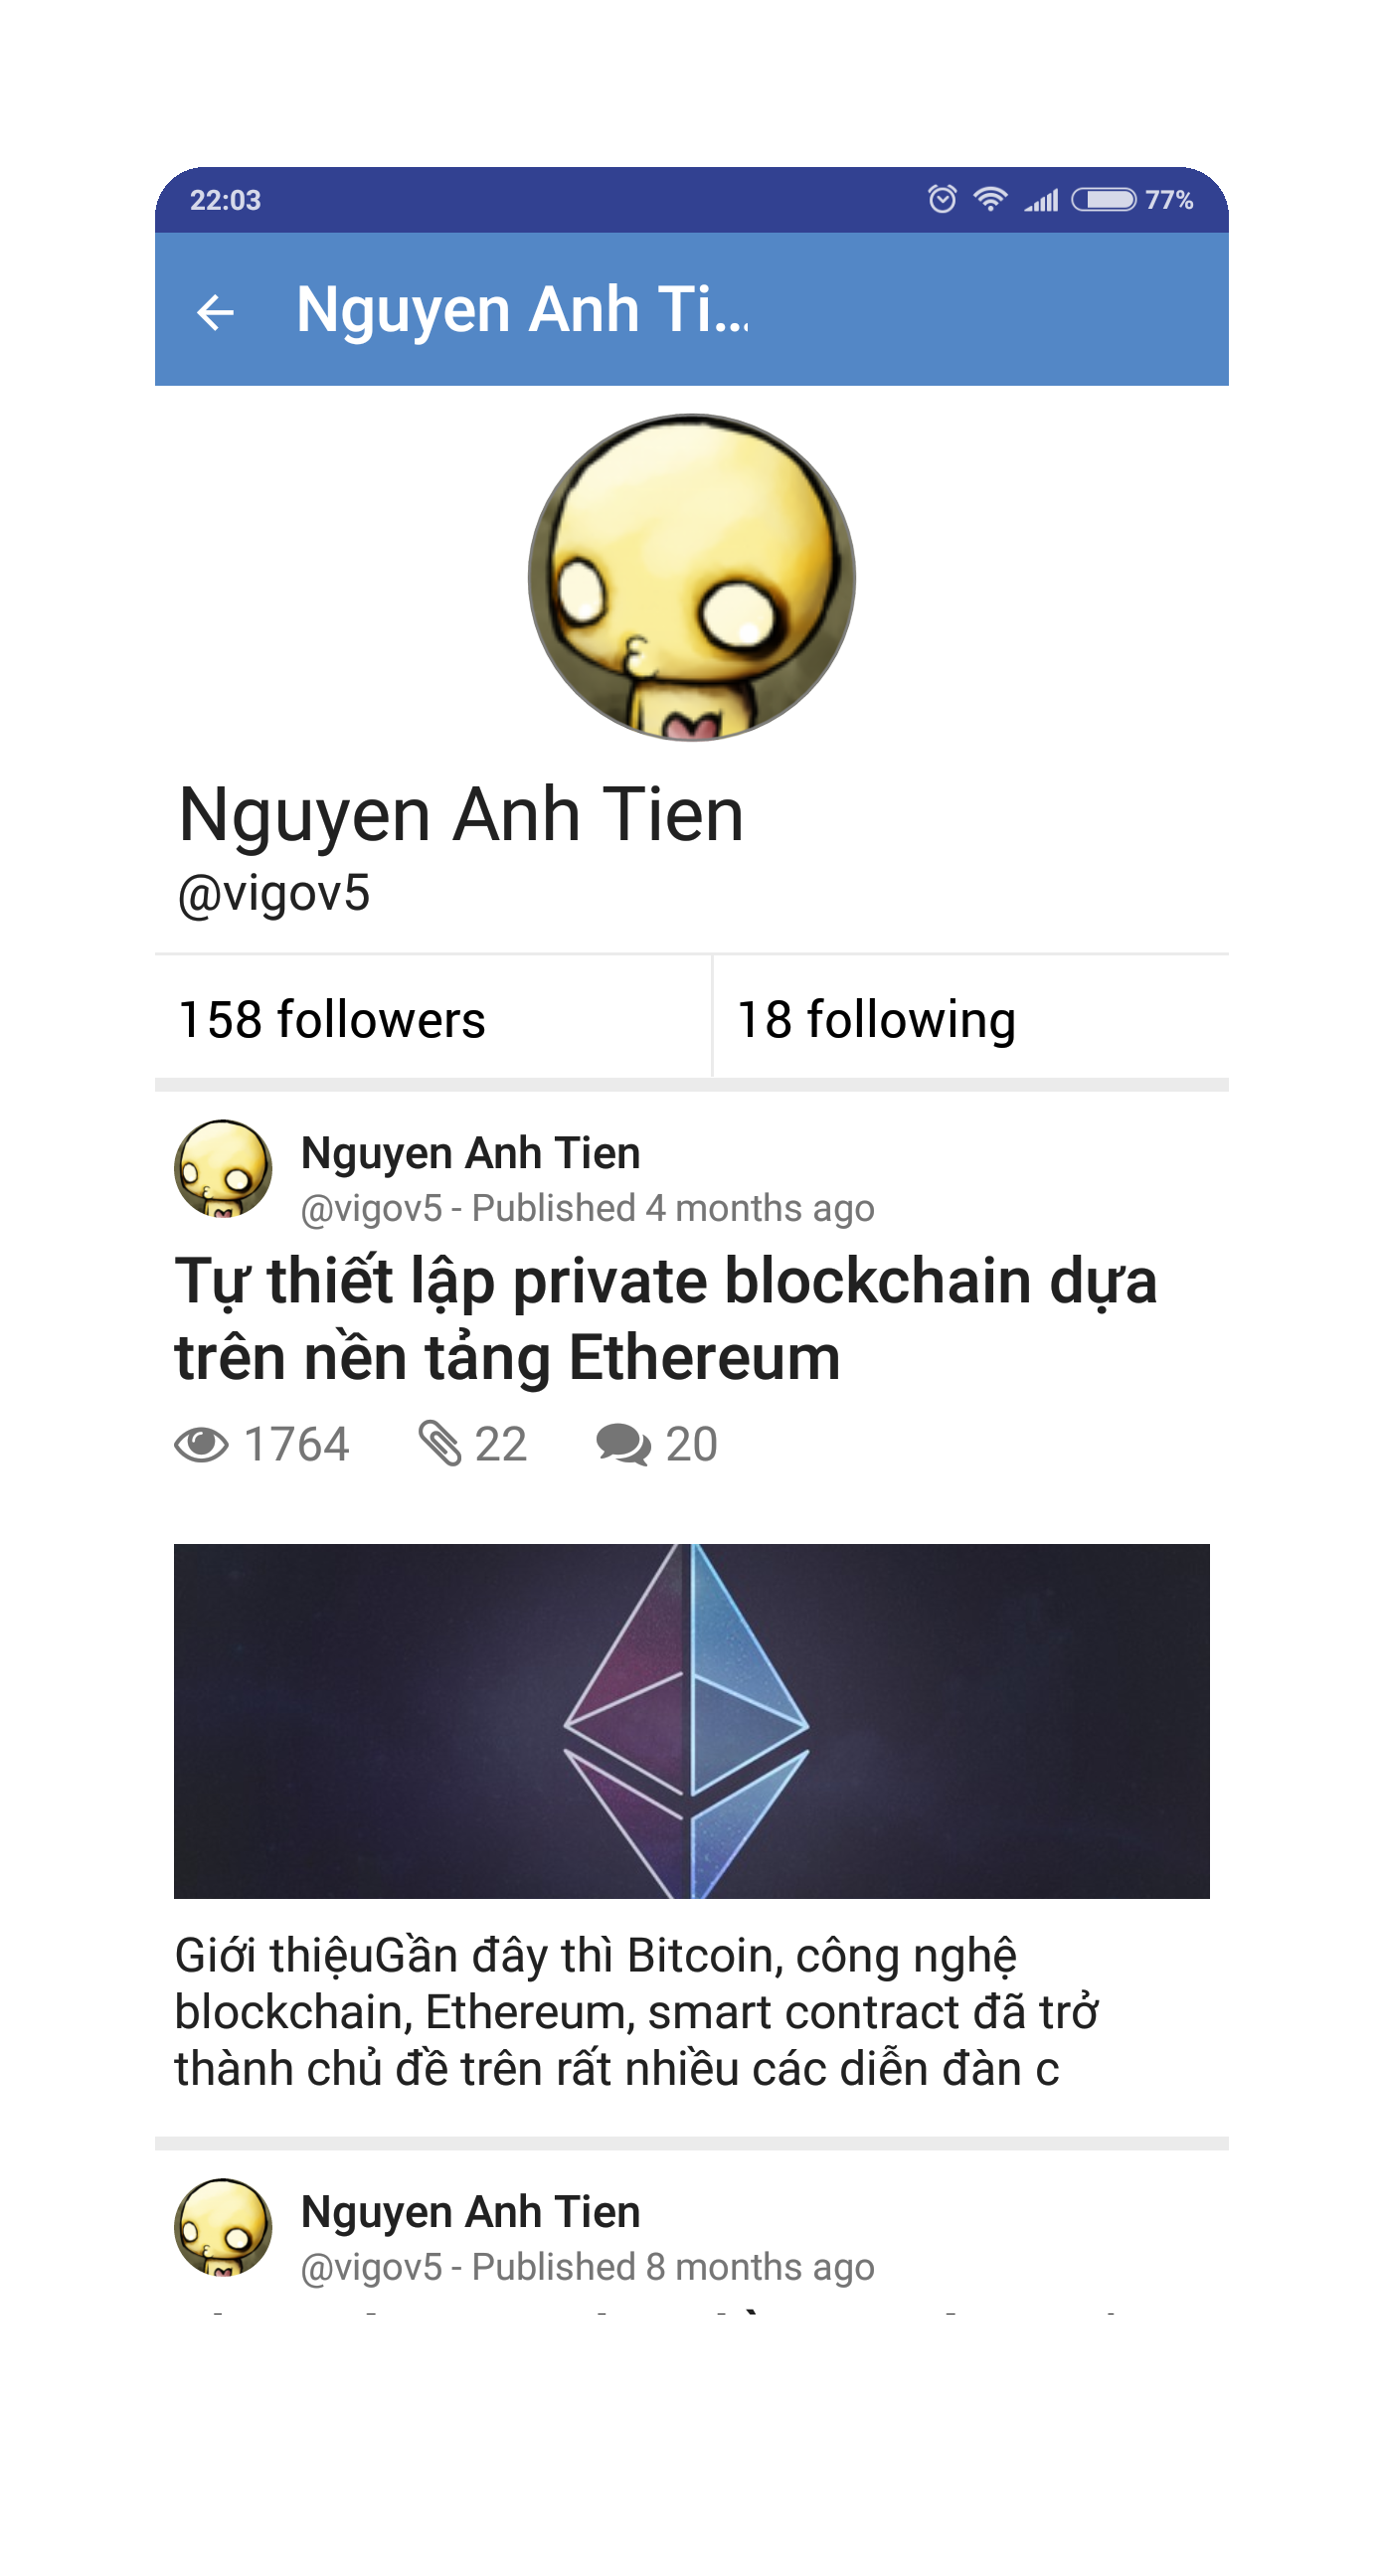 22:03
77%
Nguyen Anh Ti...
Nguyen Anh Tien
@vigov5
158 followers
18 following
Nguyen Anh Tien
@vigov5 - Published 4 months ago
Tự thiết lập private blockchain dựa
trên nền tảng Ethereum
1764 22 20
Giới thiệuGần đây thì Bitcoin, công nghệ
blockchain, Ethereum, smart contract đã trở
thành chủ đề trên rất nhiều các diễn đàn c
Nguyen Anh Tien
@vigov5 - Published 8 months ago